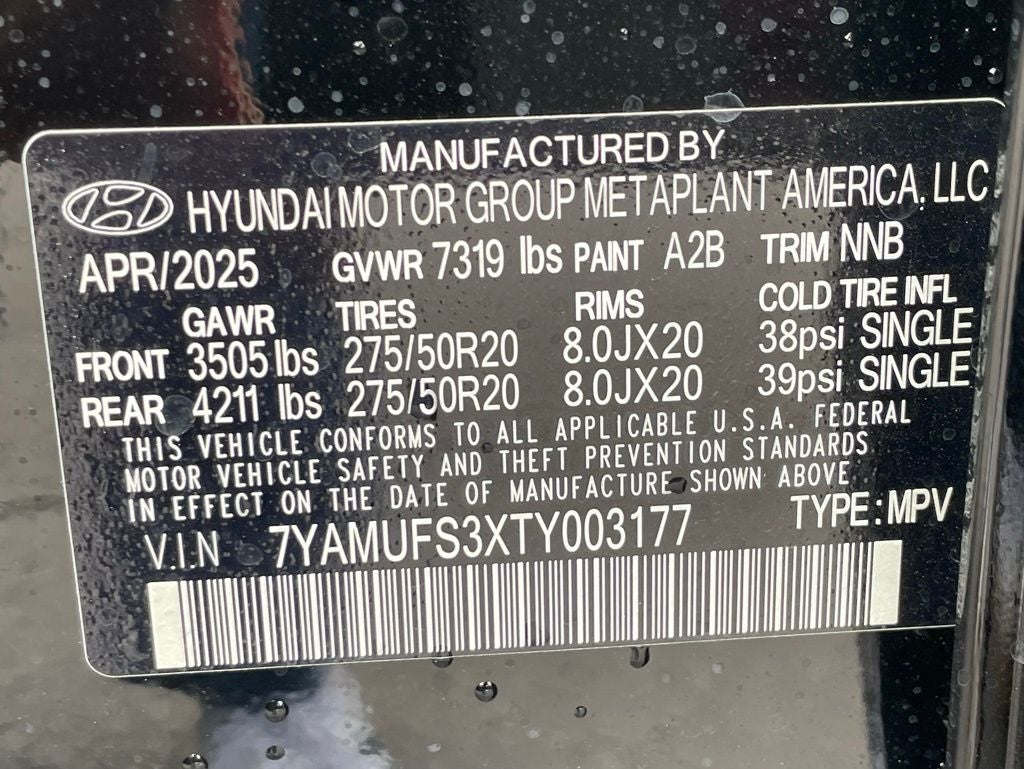 MANUFACTURED BY
HYUNDAI MOTOR GROUP METAPLANT AMERICA, LLC
APR/2025 GVWR 7319 lbs PAINT A2B TRIM NNB
GAWR TIRES RIMS COLD TIRE INFL
FRONT 3505 lbs 275/50R20 8.0JX20 38psi SINGLE
REAR 4211 lbs 275/50R20 8.0JX20 39psi SINGLE
THIS VEHICLE CONFORMS TO ALL APPLICABLE U.S.A. FEDERAL
MOTOR VEHICLE SAFETY AND THEFT PREVENTION STANDARDS
IN EFFECT ON THE DATE OF MANUFACTURE SHOWN ABOVE
V.I.N 7YAMUFS3XTY003177 TYPE:MPV